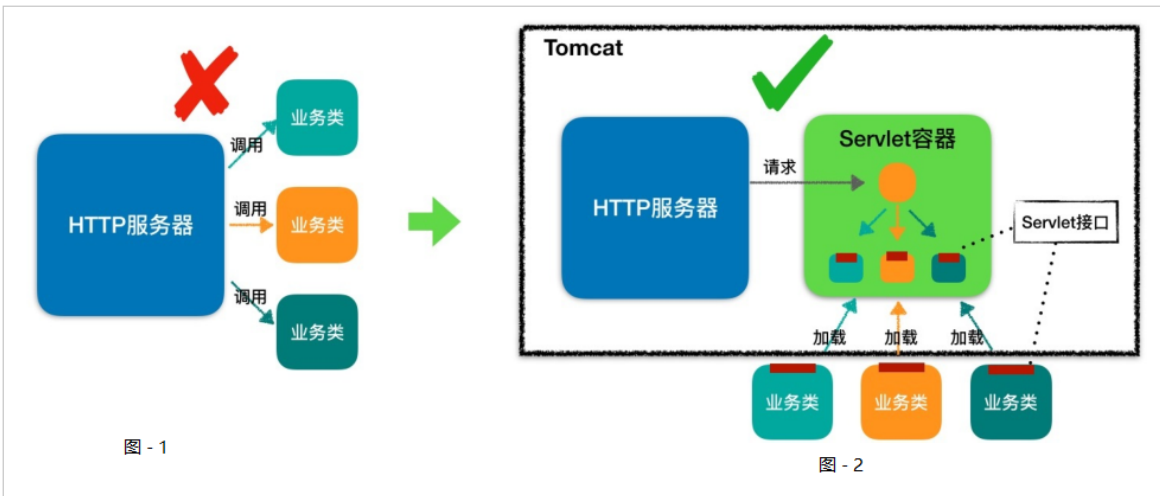 调用
业务类
HTTP服务器
调用
业务类
调用
业务类
图 - 1
Tomcat
HTTP服务器
请求
Servlet容器
Servlet接口
加载
加载
加载
业务类
业务类
业务类
图 - 2